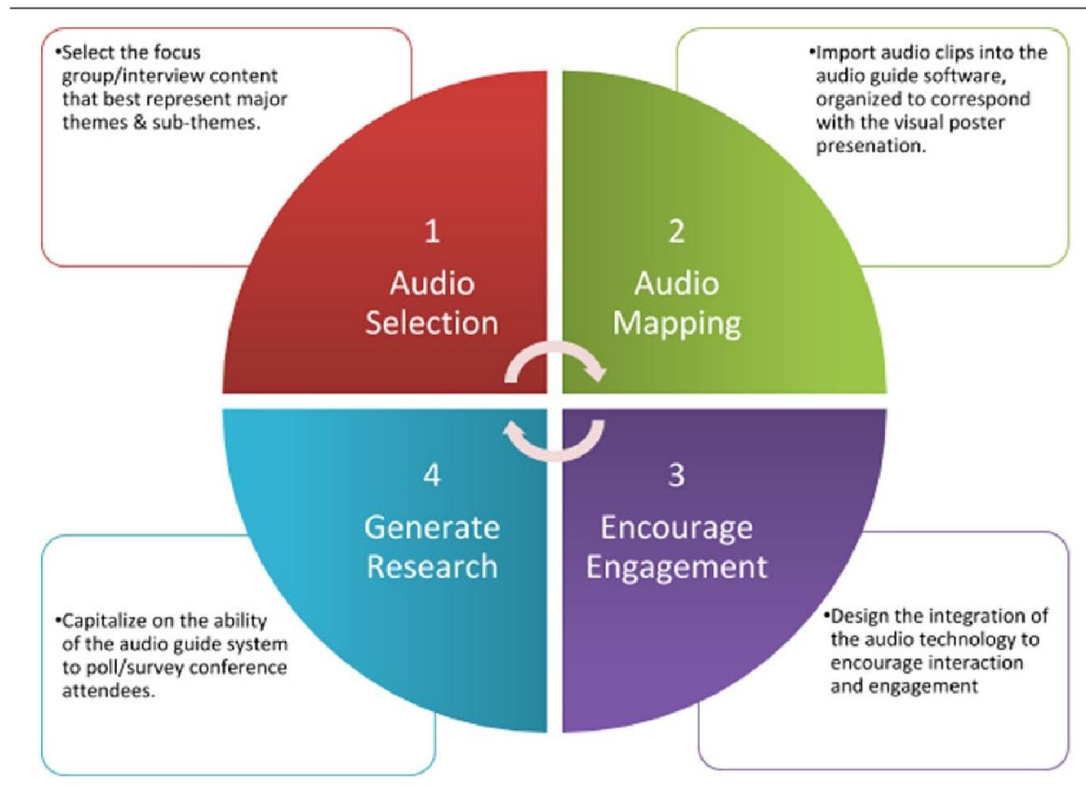 •Select the focus
group/interview content
that best represent major
themes & sub-themes.
•Import audio clips into the
audio guide software,
organized to correspond
with the visual poster
presenation.
1
Audio
Selection
2
Audio
Mapping
4
Generate
Research
3
Encourage
Engagement
•Capitalize on the ability
of the audio guide system
to poll/survey conference
attendees.
•Design the integration of
the audio technology to
encourage interaction
and engagement